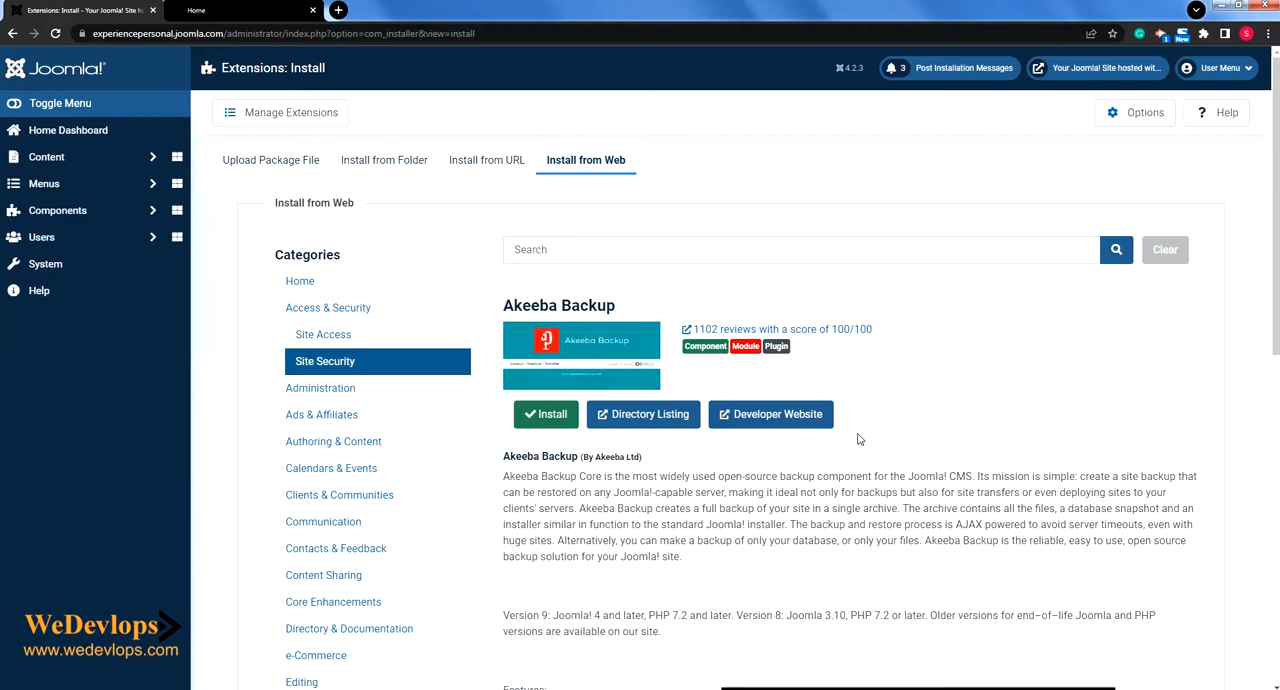 Extensions: Install - Your Joomla! Site h
Home
experiencepersonal.joomla.com/administrator/index.php?option=com_installer&view=install
1
New
S
Joomla!
Extensions: Install
4.2.3
3 Post Installation Messages
Your Joomla! Site hosted wit...
User Menu
Toggle Menu
Home Dashboard
Content
Menus
Components
Users
System
Help
Manage Extensions
Options
? Help
Upload Package File
Install from Folder
Install from URL
Install from Web
Install from Web
Categories
Home
Access & Security
Site Access
Site Security
Administration
Ads & Affiliates
Authoring & Content
Calendars & Events
Clients & Communities
Communication
Contacts & Feedback
Content Sharing
Core Enhancements
Directory & Documentation
e-Commerce
Editing
Search
Clear
Akeeba Backup
Akeeba Backup
1102 reviews with a score of 100/100
Component Module Plugin
Install
Directory Listing
Developer Website
Akeeba Backup (By Akeeba Ltd)
Akeeba Backup Core is the most widely used open-source backup component for the Joomla! CMS. Its mission is simple: create a site backup that
can be restored on any Joomla!-capable server, making it ideal not only for backups but also for site transfers or even deploying sites to your
clients' servers. Akeeba Backup creates a full backup of your site in a single archive. The archive contains all the files, a database snapshot and an
installer similar in function to the standard Joomla! installer. The backup and restore process is AJAX powered to avoid server timeouts, even with
huge sites. Alternatively, you can make a backup of only your database, or only your files. Akeeba Backup is the reliable, easy to use, open source
backup solution for your Joomla! site.
Version 9: Joomla! 4 and later, PHP 7.2 and later. Version 8: Joomla 3.10, PHP 7.2 or later. Older versions for end–of–life Joomla and PHP
versions are available on our site.
Features:
WeDevlops
www.wedevlops.com